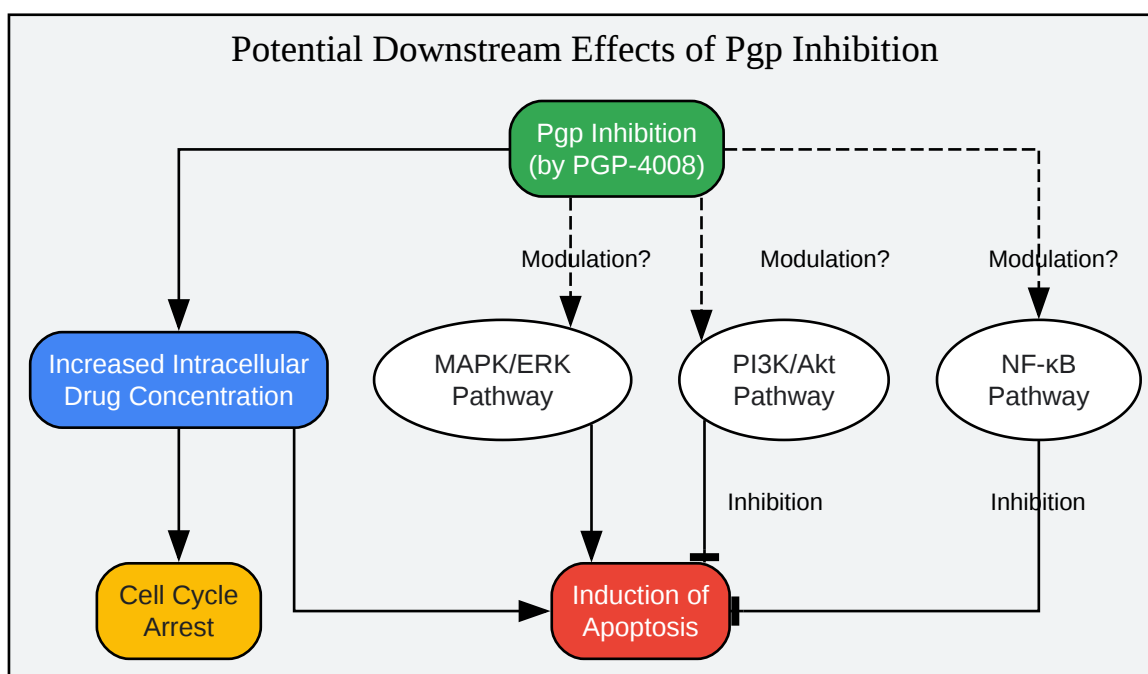 Potential Downstream Effects of Pgp Inhibition
Pgp Inhibition
(by PGP-4008)
Modulation?
Modulation?
Modulation?
Increased Intracellular
Drug Concentration
MAPK/ERK
Pathway
PI3K/Akt
Pathway
NF-κB
Pathway
Inhibition
Inhibition
Cell Cycle
Arrest
Induction of
Apoptosis